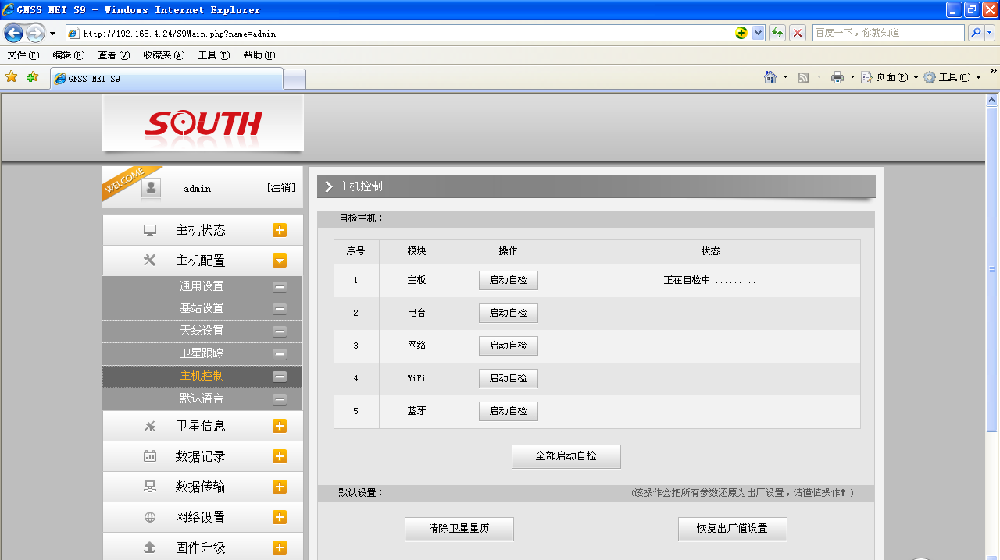 GNSS NET S9 - Windows Internet Explorer
http://192.168.4.24/S9Main.php?name=admin
百度一下，你就知道
文件(F) 编辑(E) 查看(V) 收藏夹(A) 工具(T) 帮助(H)
GNSS NET S9
页面(P) 工具(O)
SOUTH
WELCOME
admin [注销]
主机状态
主机配置
通用设置
基站设置
天线设置
卫星跟踪
主机控制
默认语言
卫星信息
数据记录
数据传输
网络设置
固件升级
主机控制
自检主机：
序号 模块 操作 状态
1 主板 启动自检 正在自检中..........
2 电台 启动自检
3 网络 启动自检
4 WiFi 启动自检
5 蓝牙 启动自检
全部启动自检
默认设置： (该操作会把所有参数还原为出厂设置，请谨慎操作！)
清除卫星星历 恢复出厂值设置